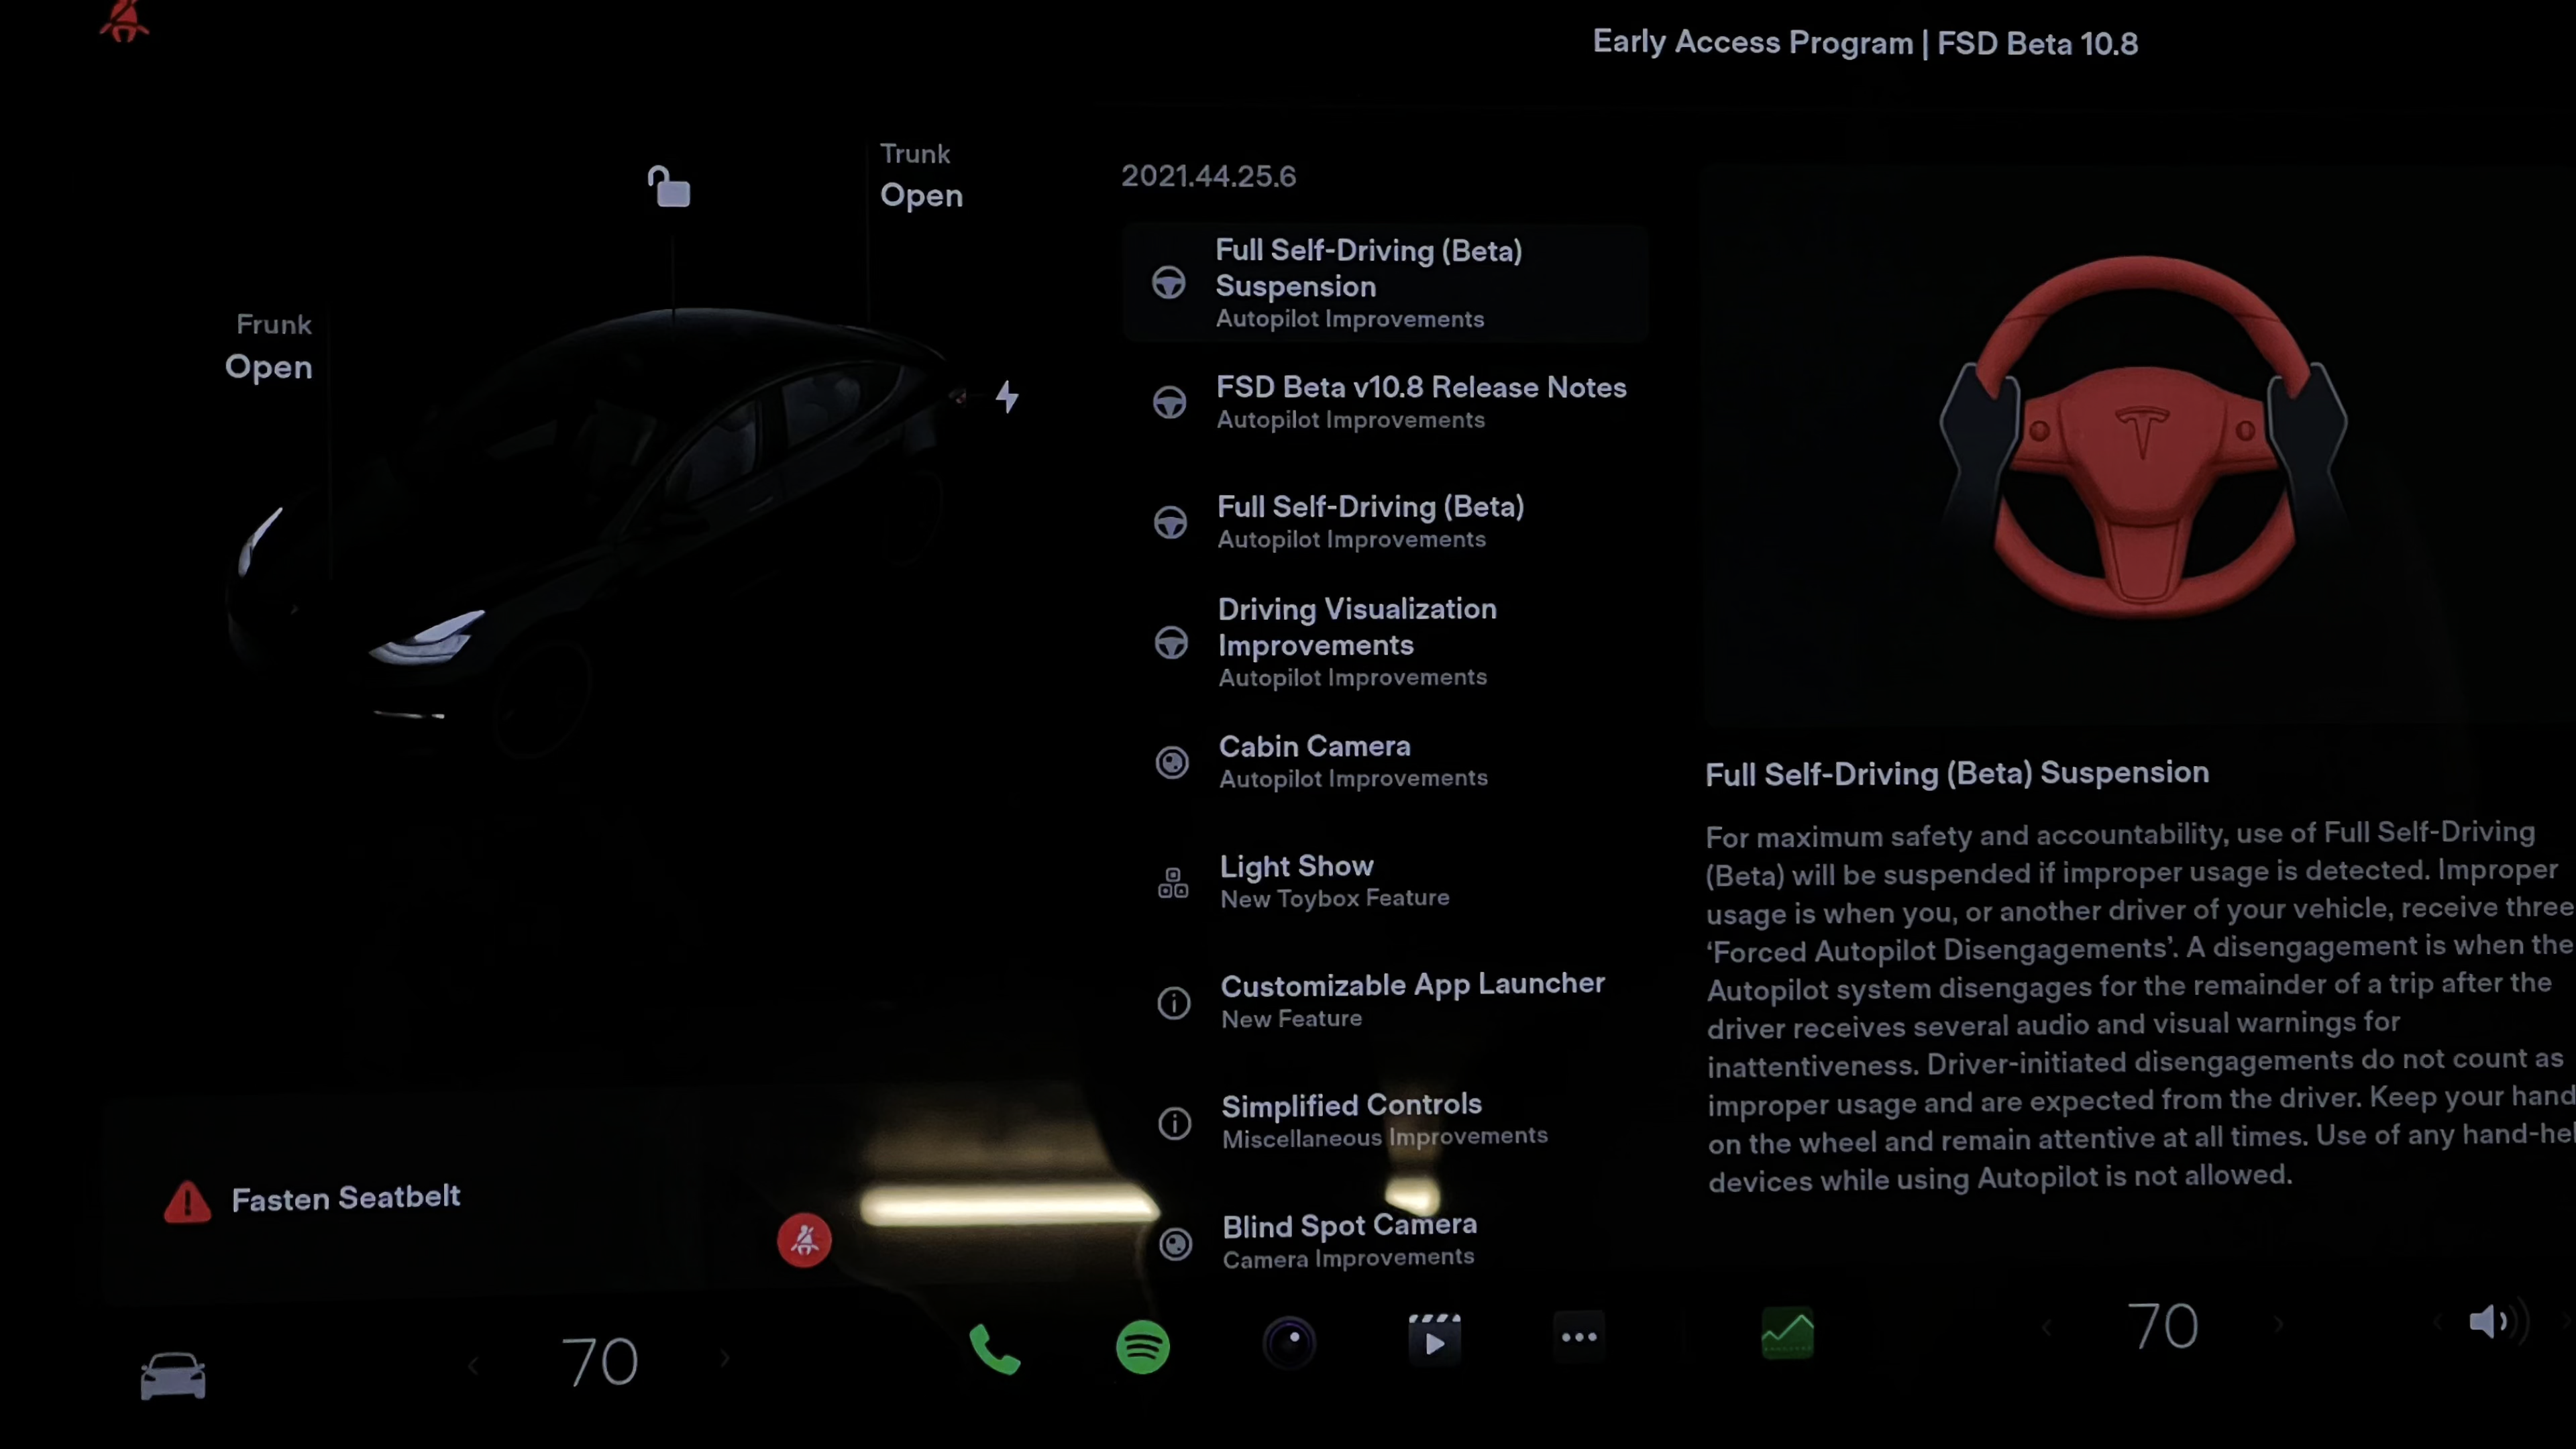 Early Access Program | FSD Beta 10.8
Trunk
Open
Frunk
Open
2021.44.25.6
Full Self-Driving (Beta)
Suspension
Autopilot Improvements
FSD Beta v10.8 Release Notes
Autopilot Improvements
Full Self-Driving (Beta)
Autopilot Improvements
Driving Visualization
Improvements
Autopilot Improvements
Cabin Camera
Autopilot Improvements
Light Show
New Toybox Feature
Customizable App Launcher
New Feature
Simplified Controls
Miscellaneous Improvements
Blind Spot Camera
Camera Improvements
Full Self-Driving (Beta) Suspension
For maximum safety and accountability, use of Full Self-Driving
(Beta) will be suspended if improper usage is detected. Improper
usage is when you, or another driver of your vehicle, receive three
‘Forced Autopilot Disengagements’. A disengagement is when the
Autopilot system disengages for the remainder of a trip after the
driver receives several audio and visual warnings for
inattentiveness. Driver-initiated disengagements do not count as
improper usage and are expected from the driver. Keep your hand
on the wheel and remain attentive at all times. Use of any hand-hel
devices while using Autopilot is not allowed.
Fasten Seatbelt
70
70